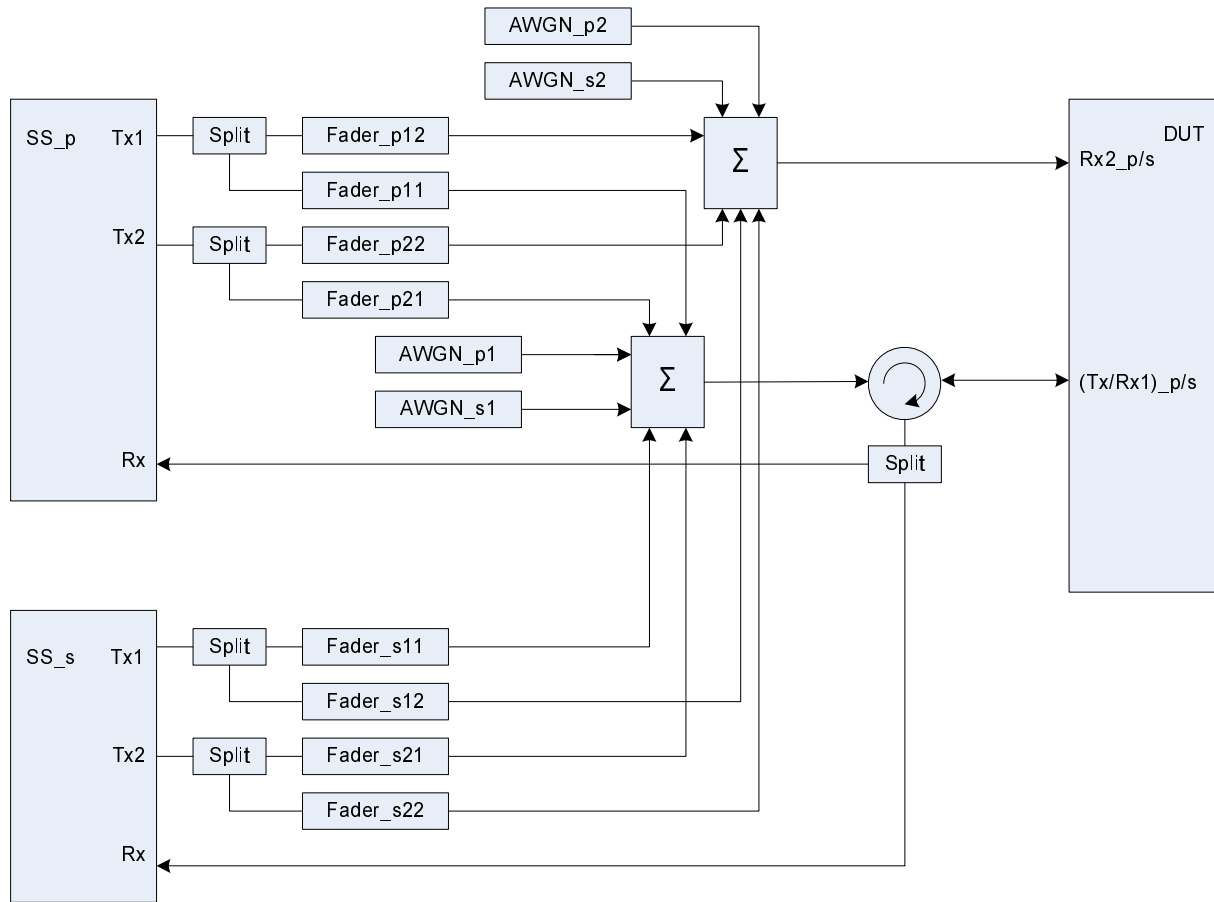 AWGN_p2
AWGN_s2
SS_p
Tx1
Split
Fader_p12
Σ
DUT
Rx2_p/s
Fader_p11
Tx2
Split
Fader_p22
Fader_p21
AWGN_p1
Σ
(Tx/Rx1)_p/s
AWGN_s1
Rx
Split
SS_s
Tx1
Split
Fader_s11
Fader_s12
Tx2
Split
Fader_s21
Fader_s22
Rx